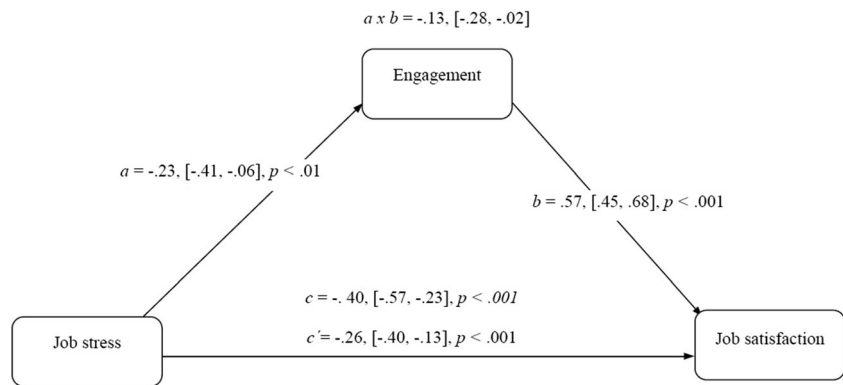 a x b = -.13, [-.28, -.02]
Engagement
a = -.23, [-.41, -.06], p < .01
b = .57, [.45, .68], p < .001
c = -. 40, [-.57, -.23], p < .001
c´= -.26, [-.40, -.13], p < .001
Job stress
Job satisfaction